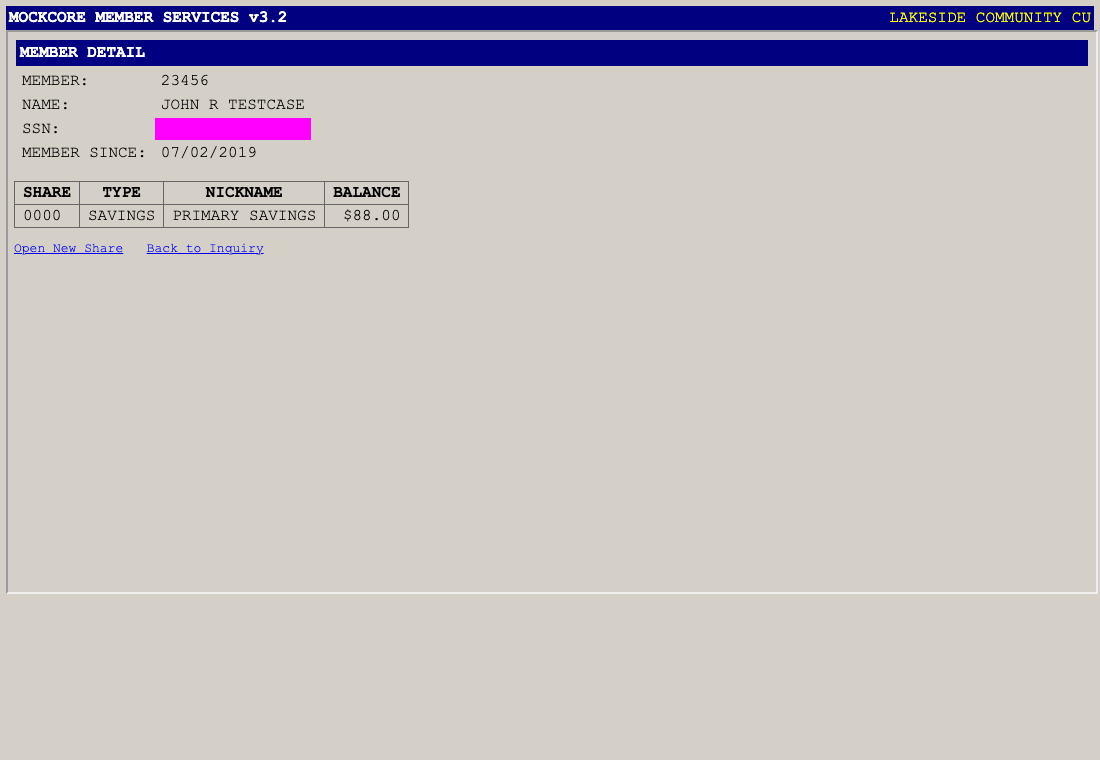 MOCKCORE MEMBER SERVICES v3.2 LAKESIDE COMMUNITY CU
MEMBER DETAIL
MEMBER: 23456
NAME: JOHN R TESTCASE
SSN:
MEMBER SINCE: 07/02/2019
SHARE TYPE NICKNAME BALANCE
0000 SAVINGS PRIMARY SAVINGS $88.00
Open New Share Back to Inquiry